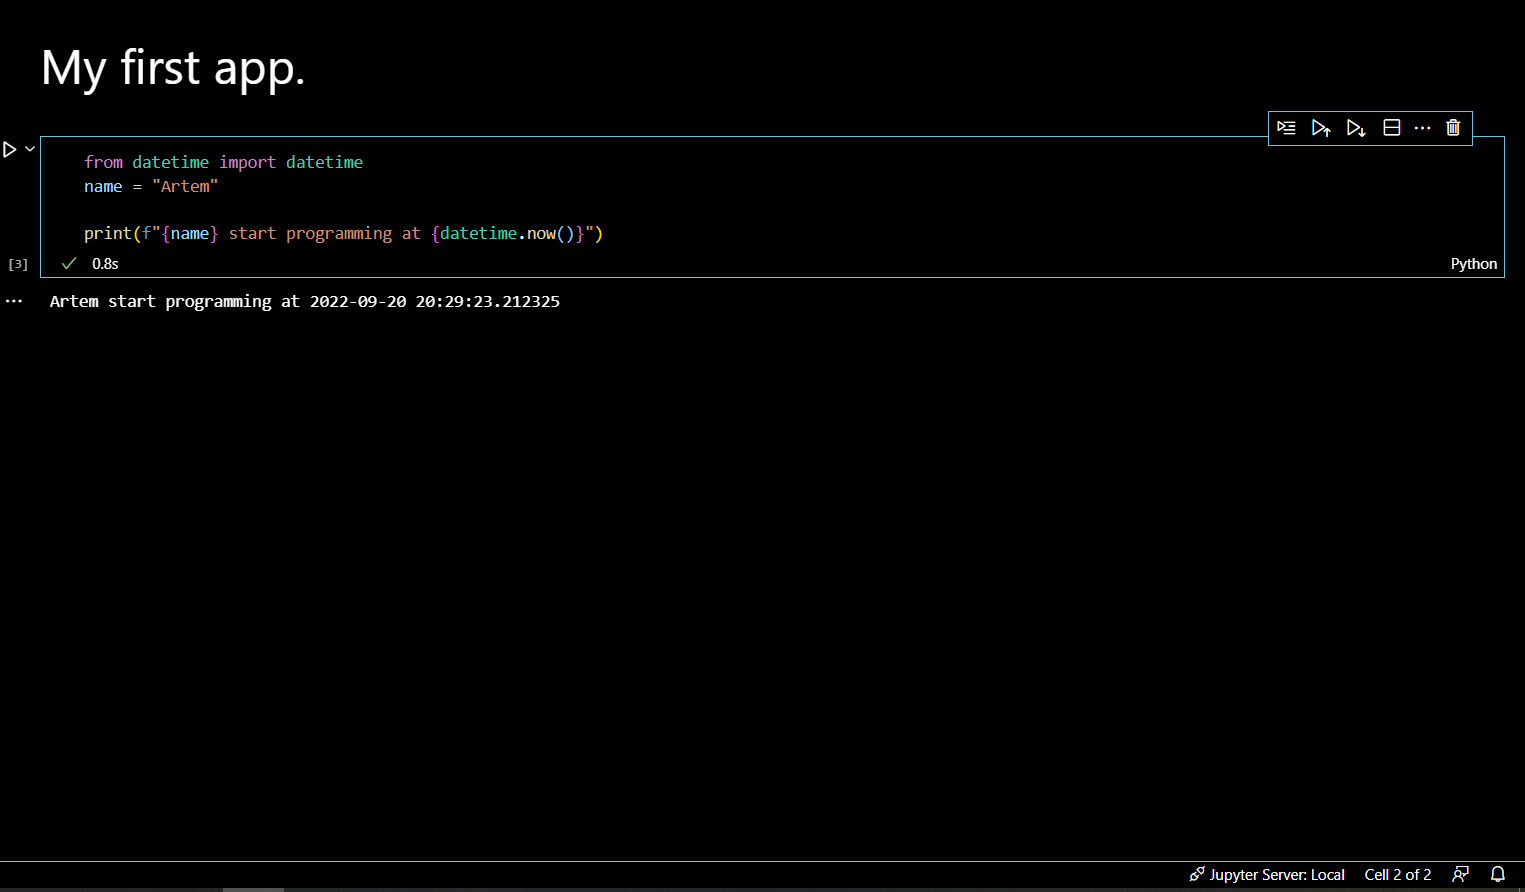 My first app.
from datetime import datetime
name = "Artem"
print(f"{name} start programming at {datetime.now()}")
[3]
0.8s
Python
Artem start programming at 2022-09-20 20:29:23.212325
Jupyter Server: Local
Cell 2 of 2